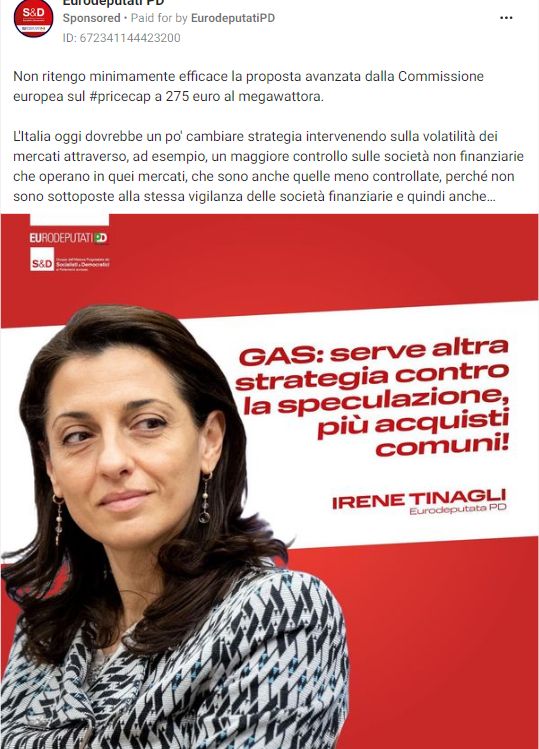 Eurodeputati PD
Sponsored • Paid for by EurodeputatiPD
ID: 672341144423200
Non ritengo minimamente efficace la proposta avanzata dalla Commissione
europea sul #pricecap a 275 euro al megawattora.
L'Italia oggi dovrebbe un po' cambiare strategia intervenendo sulla volatilità dei
mercati attraverso, ad esempio, un maggiore controllo sulle società non finanziarie
che operano in quei mercati, che sono anche quelle meno controllate, perché non
sono sottoposte alla stessa vigilanza delle società finanziarie e quindi anche...
S&D
EURODEPUTATI PD
S&D
Socialisti & Democratici
GAS: serve altra
strategia contro
la speculazione,
più acquisti
comuni!
IRENE TINAGLI
Eurodeputata PD